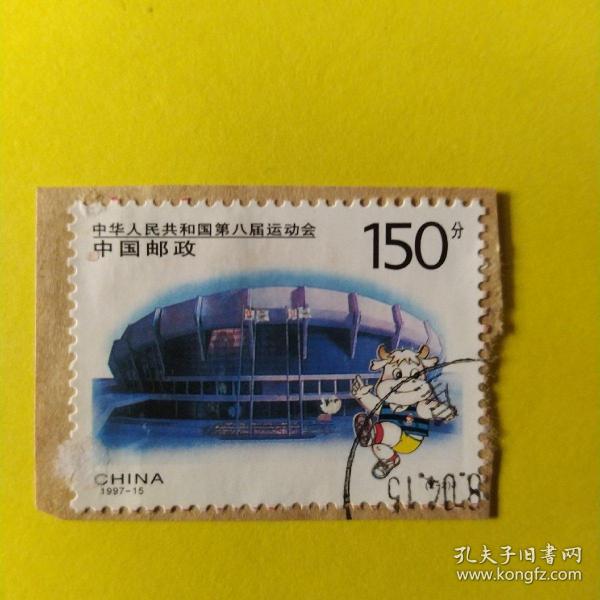 中华人民共和国第八届运动会
中国邮政
150分
CHINA
1997-15
孔夫子旧书网
www.kongfz.com